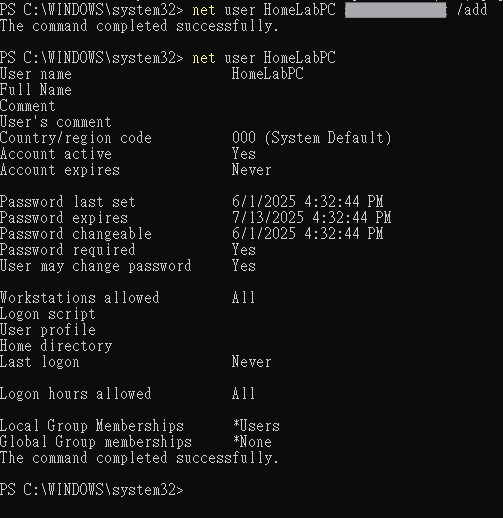 PS C:\WINDOWS\system32> net user HomeLabPC /add
The command completed successfully.
PS C:\WINDOWS\system32> net user HomeLabPC
User name HomeLabPC
Full Name
Comment
User's comment
Country/region code 000 (System Default)
Account active Yes
Account expires Never
Password last set 6/1/2025 4:32:44 PM
Password expires 7/13/2025 4:32:44 PM
Password changeable 6/1/2025 4:32:44 PM
Password required Yes
User may change password Yes
Workstations allowed All
Logon script
User profile
Home directory
Last logon Never
Logon hours allowed All
Local Group Memberships *Users
Global Group memberships *None
The command completed successfully.
PS C:\WINDOWS\system32>